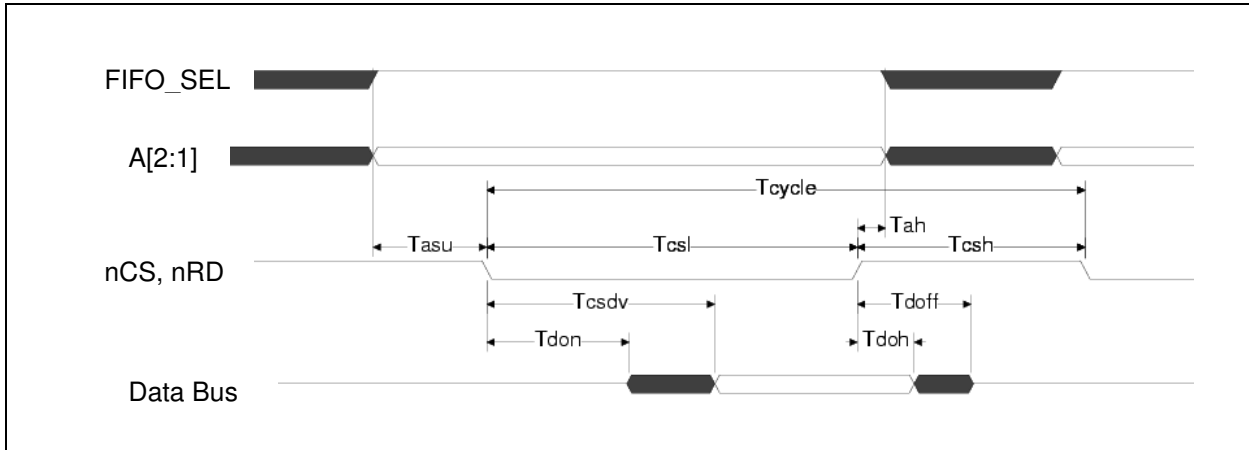 FIFO_SEL
A[2:1]
Tcycle
Tah
Tasu
Tcsl
Tcsh
nCS, nRD
Tcsdv
Tdoff
Tdon
Tdoh
Data Bus